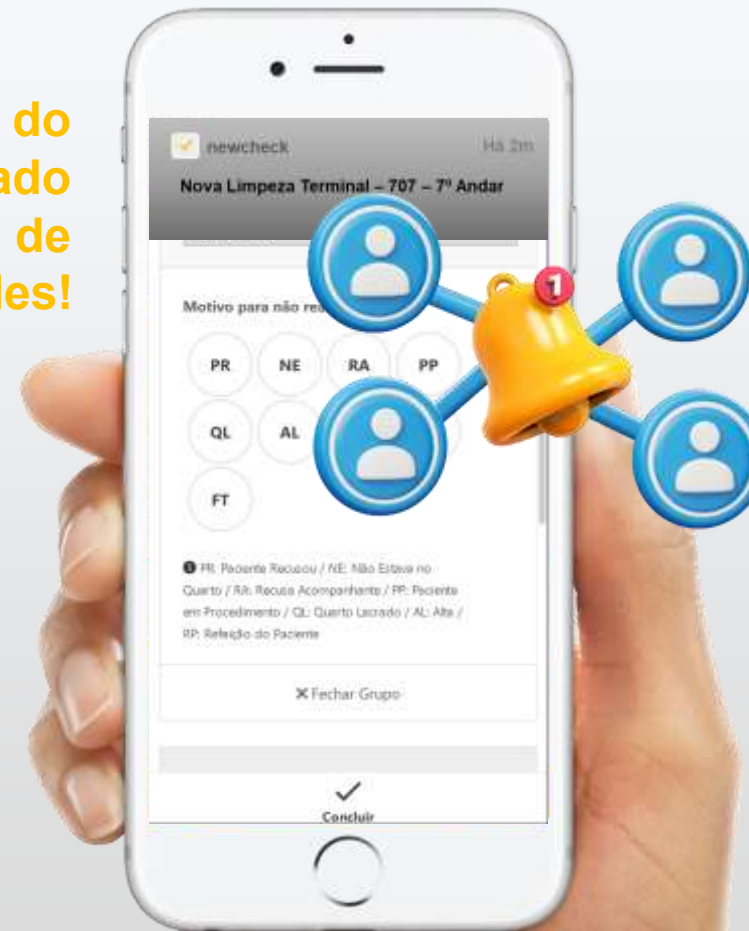 do
ado
de
des!
newcheck
Há 2m
Nova Limpeza Terminal – 707 – 7º Andar
1
Motivo para não
PR NE RA PP
QL AL
FT
PR: Paciente Recusou / NE: Não Estava no
Quarto / RA: Recusa Acompanhante / PP: Paciente
em Procedimento / QL: Quarto Lacrado / AL: Alta /
RP: Refeição do Paciente
Fechar Grupo
Concluir